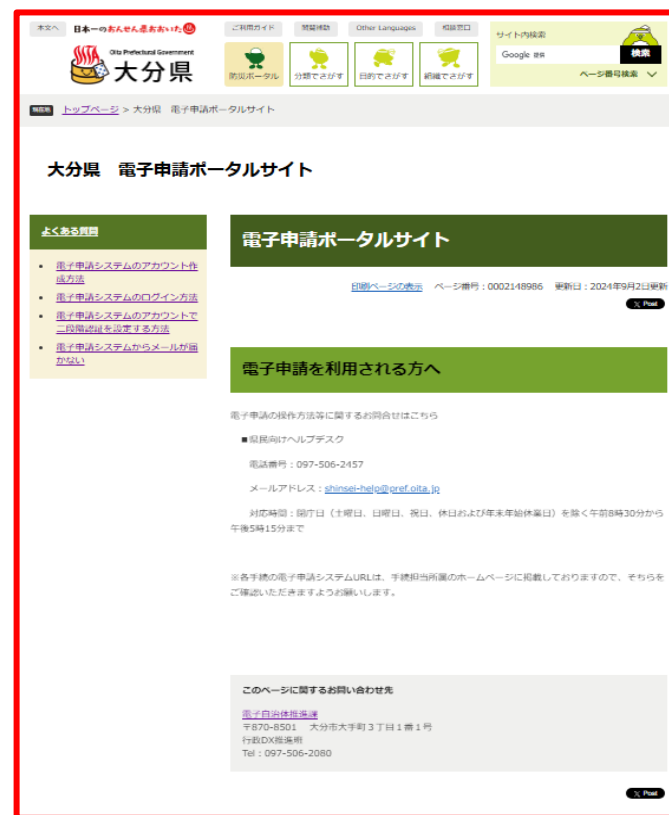 本文へ
日本一のおんせん県おおいた
ご利用ガイド
閲覧補助
Other Languages
相談窓口
サイト内検索
Oita Prefectural Government
大分県
防災ポータル
分類でさがす
目的でさがす
組織でさがす
Google 提供
検索
ページ番号検索
現在地 トップページ > 大分県 電子申請ポータルサイト
大分県 電子申請ポータルサイト
よくある質問
電子申請システムのアカウント作
成方法
電子申請システムのログイン方法
電子申請システムのアカウントで
二段階認証を設定する方法
電子申請システムからメールが届
かない
電子申請ポータルサイト
印刷ページの表示 ページ番号:0002148986 更新日:2024年9月2日更新
X Post
電子申請を利用される方へ
電子申請の操作方法等に関するお問合せはこちら
■県民向けヘルプデスク
電話番号:097-506-2457
メールアドレス:shinsei-help@pref.oita.jp
対応時間:開庁日(土曜日、日曜日、祝日、休日および年末年始休業日)を除く午前8時30分から
午後5時15分まで
※各手続の電子申請システムURLは、手続担当所属のホームページに掲載しておりますので、そちらを
ご確認いただきますようお願いします。
このページに関するお問い合わせ先
電子自治体推進課
〒870-8501 大分市大手町3丁目1番1号
行政DX推進班
Tel:097-506-2080
X Post